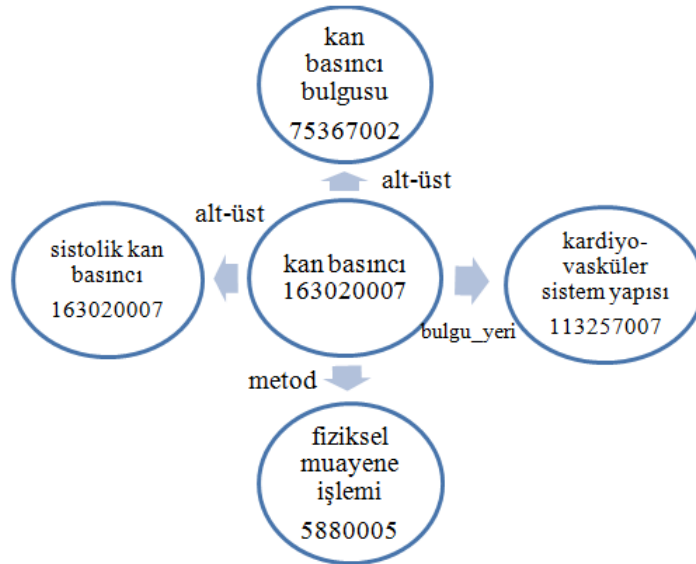 kan
basıncı
bulgusu
75367002
alt-üst
alt-üst
sistolik kan
basıncı
163020007
kan basıncı
163020007
kardiyo-
vasküler
sistem yapısı
113257007
bulgu_yeri
metod
fiziksel
muayene
işlemi
5880005